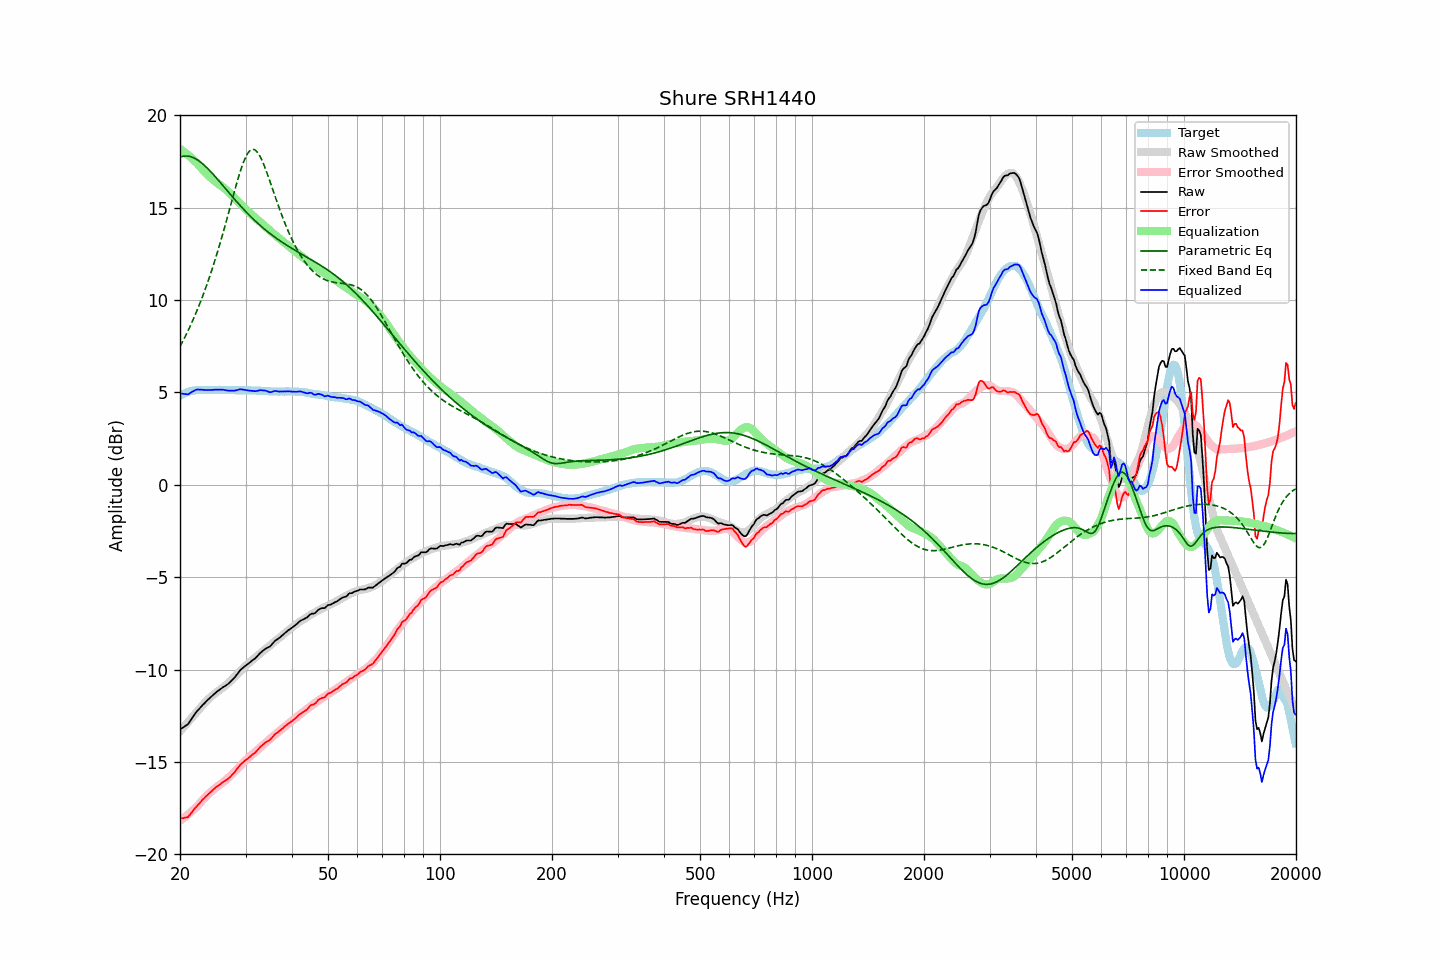 Shure SRH1440
20
15
10
5
0
−5
−10
−15
−20
Amplitude (dBr)
20
50
100
200
500
1000
2000
5000
10000
20000
Frequency (Hz)
Target
Raw Smoothed
Error Smoothed
Raw
Error
Equalization
Parametric Eq
Fixed Band Eq
Equalized